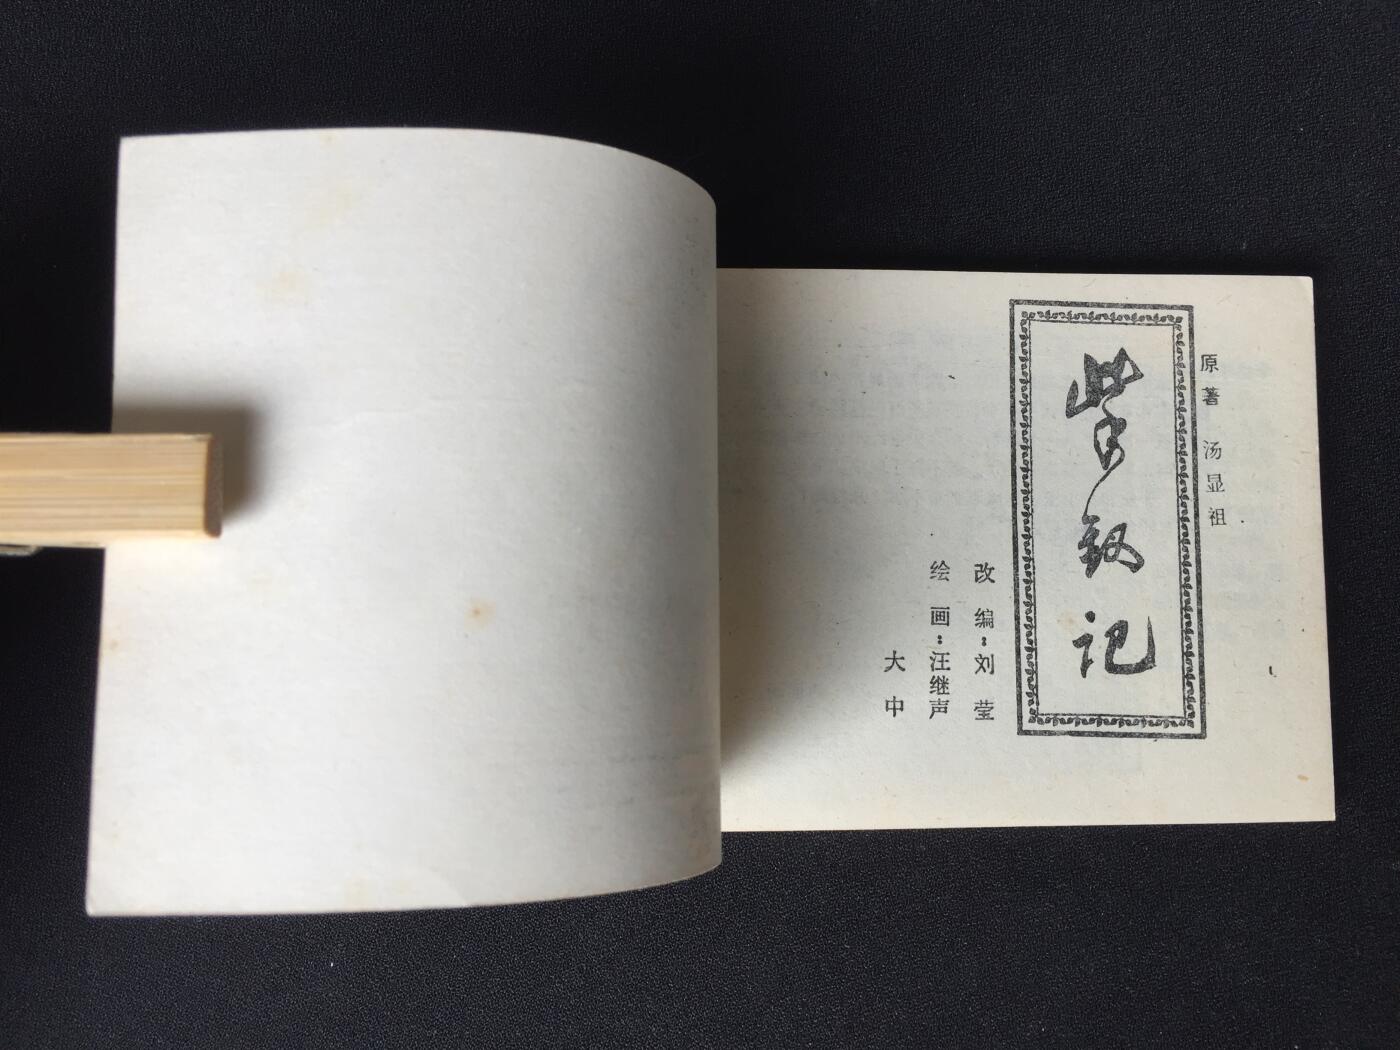 原著 汤显祖
紫钗记
改编：刘莹
绘画：汪继声
大中